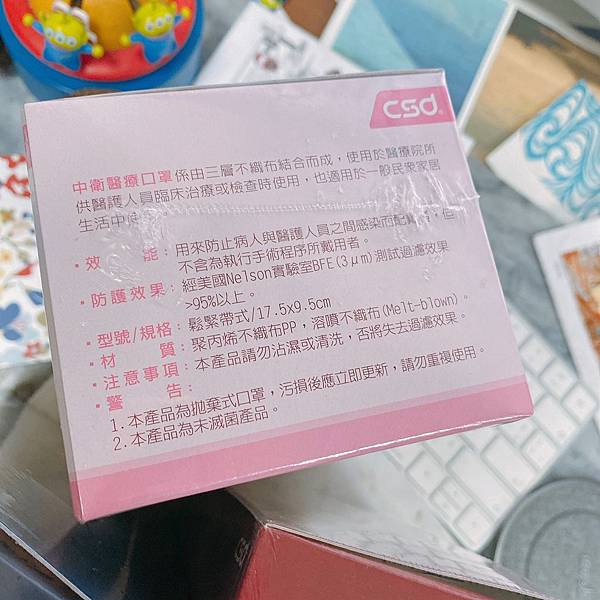 csd
中衛醫療口罩係由三層不織布結合而成，使用於醫療院所
供醫護人員臨床治療或檢查時使用，也適用於一般民眾家居
生活中使
・效 能：用來防止病人與醫護人員之間感染而配戴者，但
不含為執行手術程序所戴用者。
・防護效果：經美國Nelson實驗室BFE(3μm)測試過濾效果
>95%以上。
・型號/規格：鬆緊帶式/17.5x9.5cm
・材 質：聚丙烯不織布PP，溶噴不織布(Melt-blown)。
・注意事項：本產品請勿沾濕或清洗，否將失去過濾效果。
・警 告：
1.本產品為拋棄式口罩，污損後應立即更新，請勿重複使用。
2.本產品為未滅菌產品。